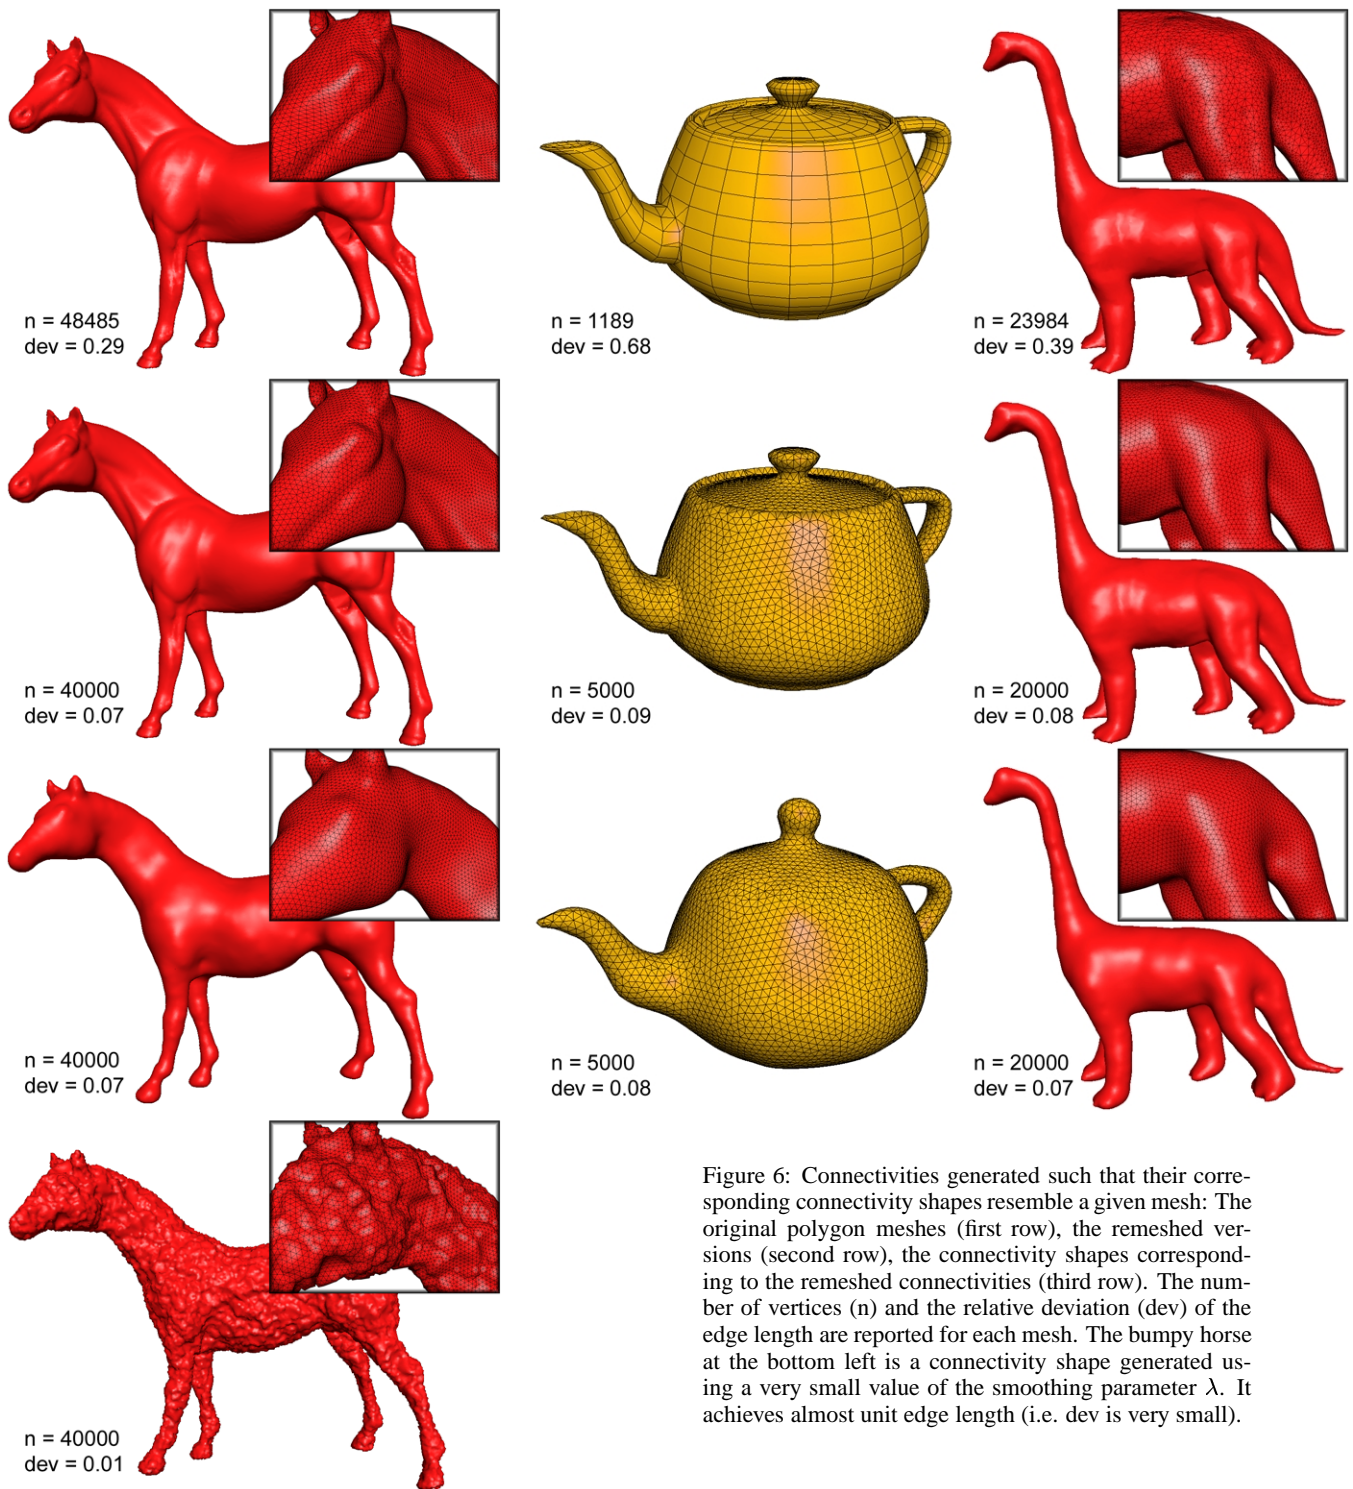 n = 48485
dev = 0.29
n = 1189
dev = 0.68
n = 23984
dev = 0.39
n = 40000
dev = 0.07
n = 5000
dev = 0.09
n = 20000
dev = 0.08
n = 40000
dev = 0.07
n = 5000
dev = 0.08
n = 20000
dev = 0.07
n = 40000
dev = 0.01
Figure 6: Connectivities generated such that their corre-
sponding connectivity shapes resemble a given mesh: The
original polygon meshes (first row), the remeshed ver-
sions (second row), the connectivity shapes correspond-
ing to the remeshed connectivities (third row). The num-
ber of vertices (n) and the relative deviation (dev) of the
edge length are reported for each mesh. The bumpy horse
at the bottom left is a connectivity shape generated us-
ing a very small value of the smoothing parameter λ. It
achieves almost unit edge length (i.e. dev is very small).